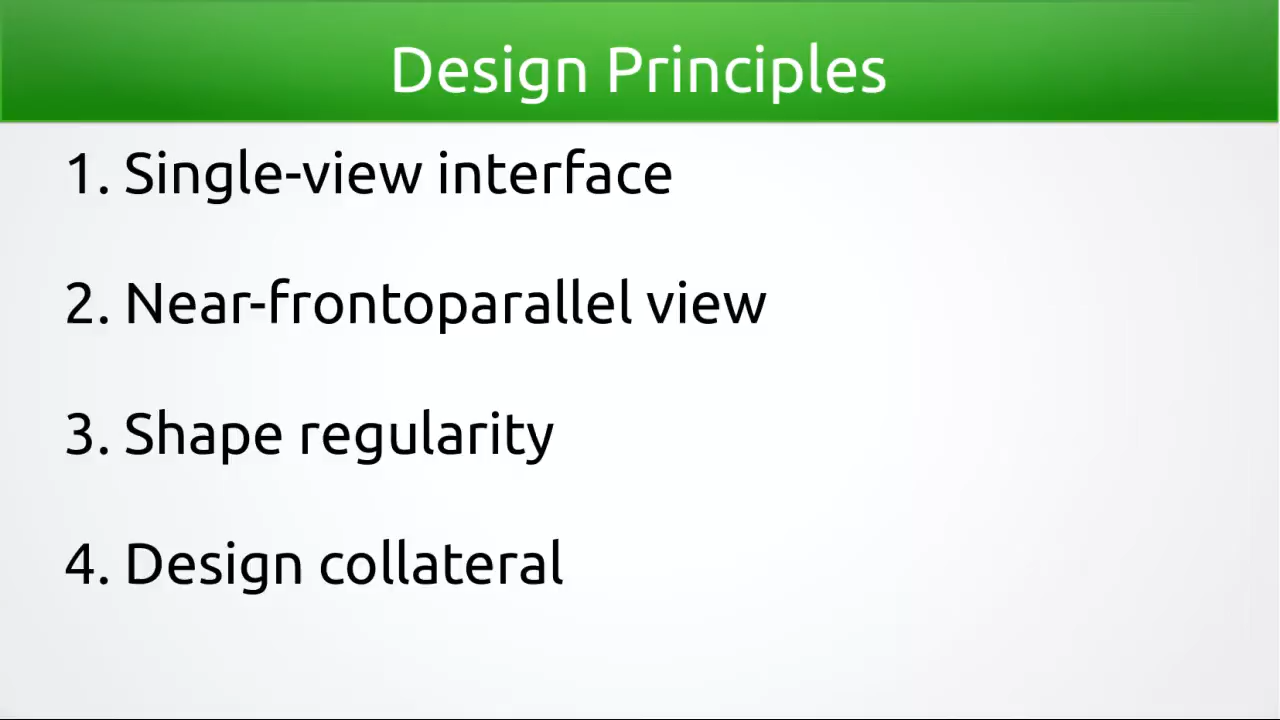 Design Principles
1. Single-view interface
2. Near-frontoparallel view
3. Shape regularity
4. Design collateral